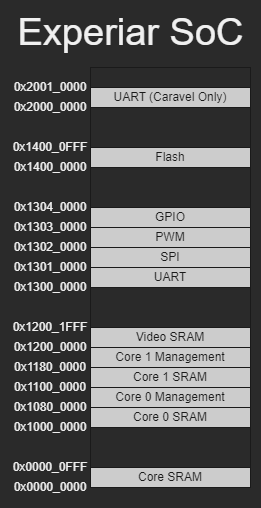 Experiar SoC
0x2001_0000
UART (Caravel Only)
0x2000_0000
0x1400_0FFF
Flash
0x1400_0000
0x1304_0000
GPIO
0x1303_0000
PWM
0x1302_0000
SPI
0x1301_0000
UART
0x1300_0000
0x1200_1FFF
Video SRAM
0x1200_0000
Core 1 Management
0x1180_0000
Core 1 SRAM
0x1100_0000
Core 0 Management
0x1080_0000
Core 0 SRAM
0x1000_0000
0x0000_0FFF
Core SRAM
0x0000_0000